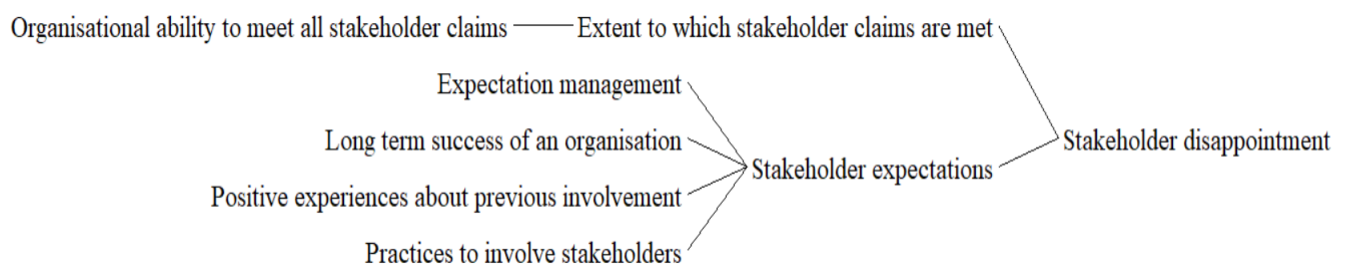 Organisational ability to meet all stakeholder claims
Extent to which stakeholder claims are met
Expectation management
Long term success of an organisation
Stakeholder disappointment
Stakeholder expectations
Positive experiences about previous involvement
Practices to involve stakeholders